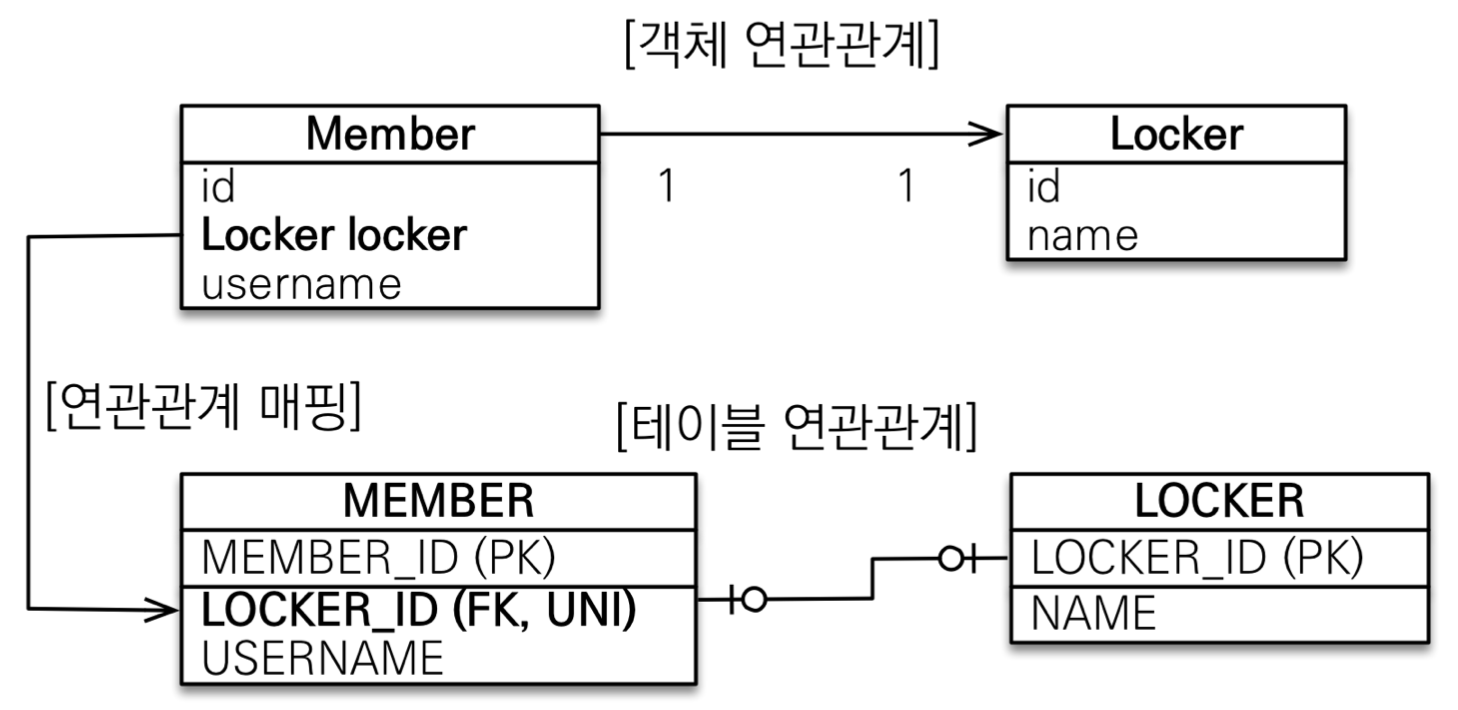 [객체 연관관계]
Member
id
Locker locker
username
1
1
Locker
id
name
[연관관계 매핑]
[테이블 연관관계]
MEMBER
MEMBER_ID (PK)
LOCKER_ID (FK, UNI)
USERNAME
LOCKER
LOCKER_ID (PK)
NAME